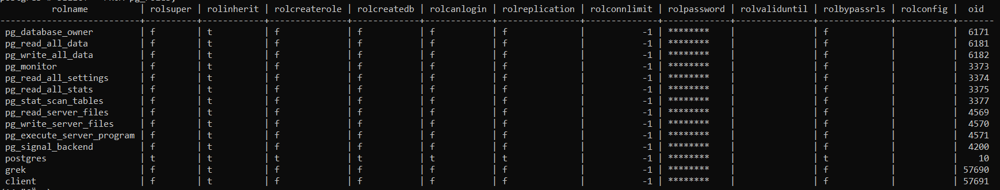 rolname | rolsuper | rolinherit | rolcreaterole | rolcreatedb | rolcanlogin | rolreplication | rolconnlimit | rolpassword | rolvaliduntil | rolbypassrls | rolconfig | oid
---------------------------+----------+------------+---------------+-------------+-------------+----------------+--------------+-------------+---------------+--------------+-----------+-------
pg_database_owner | f | t | f | f | f | f | -1 | ******** | | f | | 6171
pg_read_all_data | f | t | f | f | f | f | -1 | ******** | | f | | 6181
pg_write_all_data | f | t | f | f | f | f | -1 | ******** | | f | | 6182
pg_monitor | f | t | f | f | f | f | -1 | ******** | | f | | 3373
pg_read_all_settings | f | t | f | f | f | f | -1 | ******** | | f | | 3374
pg_read_all_stats | f | t | f | f | f | f | -1 | ******** | | f | | 3375
pg_stat_scan_tables | f | t | f | f | f | f | -1 | ******** | | f | | 3377
pg_read_server_files | f | t | f | f | f | f | -1 | ******** | | f | | 4569
pg_write_server_files | f | t | f | f | f | f | -1 | ******** | | f | | 4570
pg_execute_server_program | f | t | f | f | f | f | -1 | ******** | | f | | 4571
pg_signal_backend | f | t | f | f | f | f | -1 | ******** | | f | | 4200
postgres | t | t | t | t | t | t | -1 | ******** | | t | | 10
grek | f | t | f | f | f | f | -1 | ******** | | f | | 57690
client | f | t | f | f | f | f | -1 | ******** | | f | | 57691